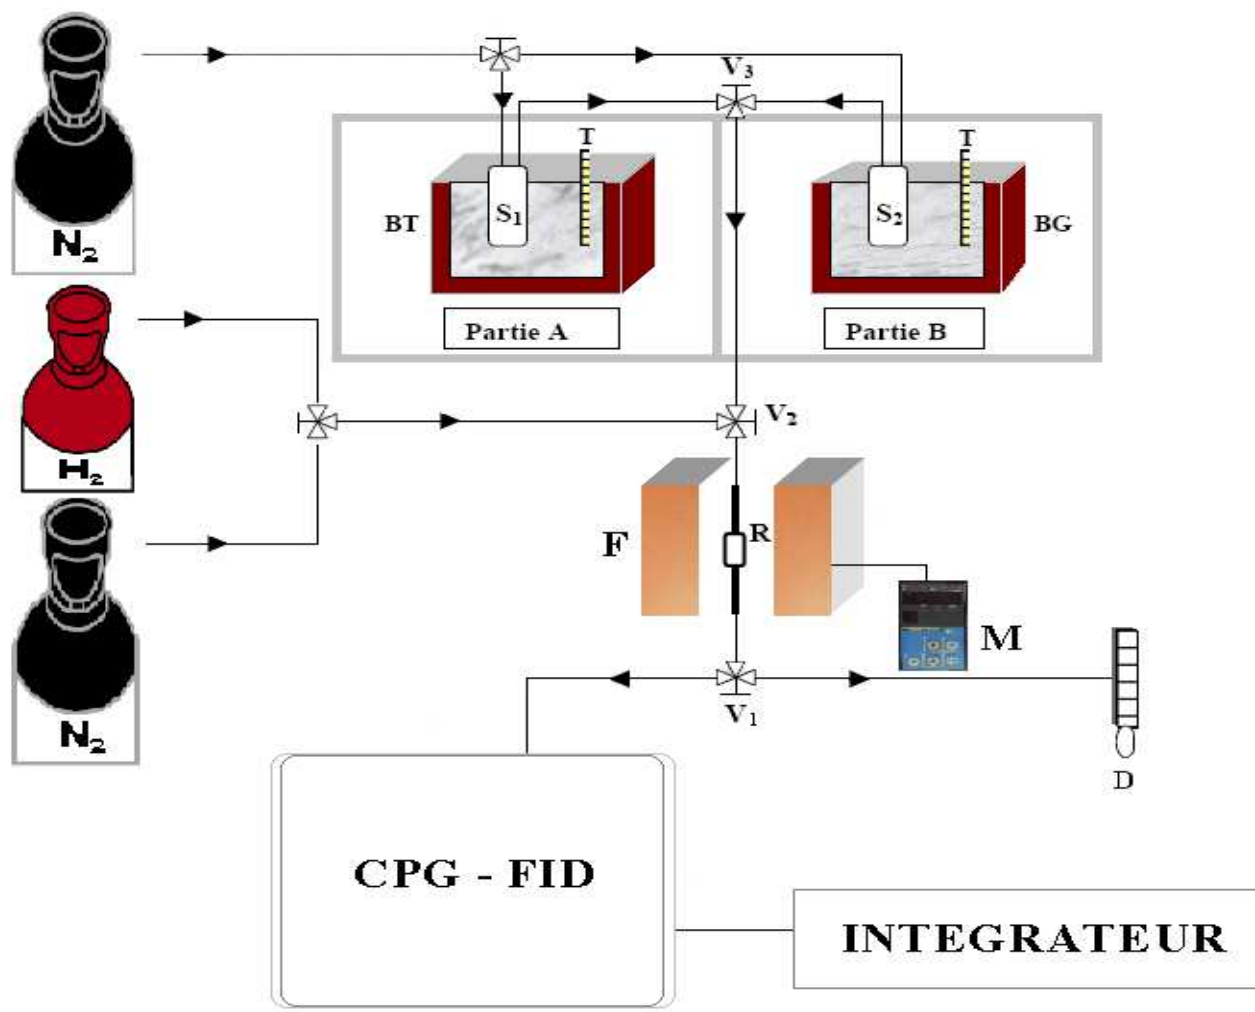 N₂
V₃
T
T
S₁
S₂
BT
BG
Partie A
Partie B
H₂
V₂
F
R
N₂
M
V₁
D
CPG - FID
INTEGRATEUR